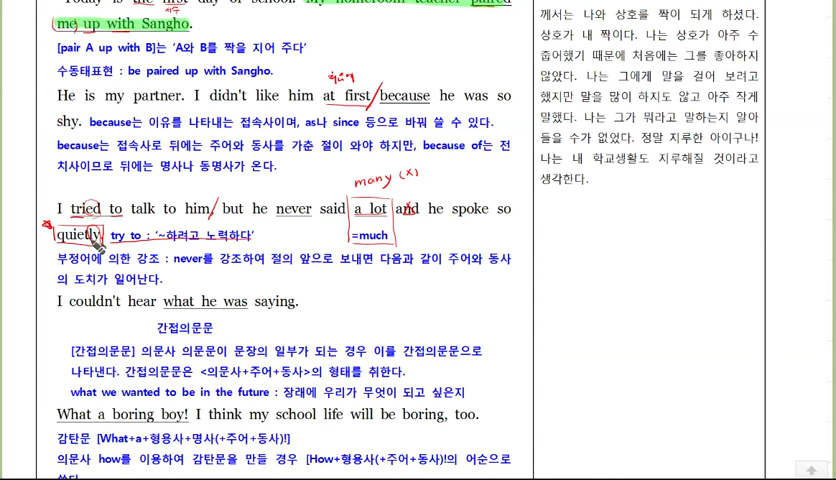 Today is the first day of school. My homeroom teacher paired
께서는 나와 상호를 짝이 되게 하셨다.
me up with Sangho.
상호가 내 짝이다. 나는 상호가 아주 수
[pair A up with B]는 'A와 B를 짝을 지어 주다'
줍어했기 때문에 처음에는 그를 좋아하지
수동태표현 : be paired up with Sangho.
않았다. 나는 그에게 말을 걸어 보려고
처음에
He is my partner. I didn't like him at first/because he was so
했지만 말을 많이 하지도 않고 아주 작게
shy. because는 이유를 나타내는 접속사이며, as나 since 등으로 바꿔 쓸 수 있다.
말했다. 나는 그가 뭐라고 말하는지 알아
들을 수가 없었다. 정말 지루한 아이구나!
because는 접속사로 뒤에는 주어와 동사를 가춘 절이 와야 하지만, because of는 전
나는 내 학교생활도 지루해질 것이라고
치사이므로 뒤에는 명사나 동명사가 온다.
생각한다.
many (x)
I tried to talk to him,/ but he never said a lot and he spoke so
quietly. try to : '~하려고 노력하다'
=much
부정어에 의한 강조 : never를 강조하여 절의 앞으로 보내면 다음과 같이 주어와 동사
의 도치가 일어난다.
I couldn't hear what he was saying.
간접의문문
[간접의문문] 의문사 의문문이 문장의 일부가 되는 경우 이를 간접의문문으로
나타낸다. 간접의문문은 <의문사+주어+동사>의 형태를 취한다.
what we wanted to be in the future : 장래에 우리가 무엇이 되고 싶은지
What a boring boy! I think my school life will be boring, too.
감탄문 [What+a+형용사+명사(+주어+동사)!]
의문사 how를 이용하여 감탄문을 만들 경우 [How+형용사(+주어+동사)!의 어순으로